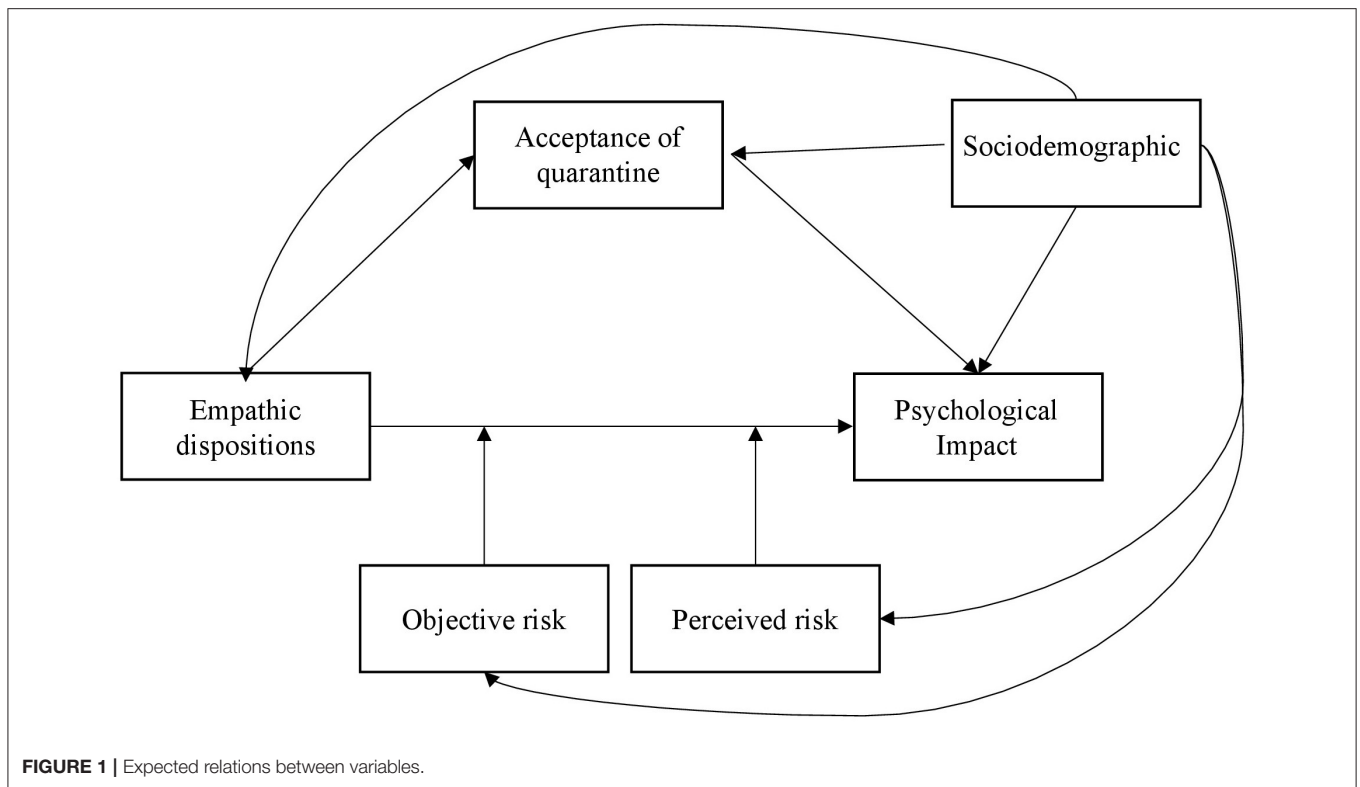 Acceptance of
quarantine
Sociodemographic
Empathic
dispositions
Psychological
Impact
Objective risk
Perceived risk
FIGURE 1 | Expected relations between variables.